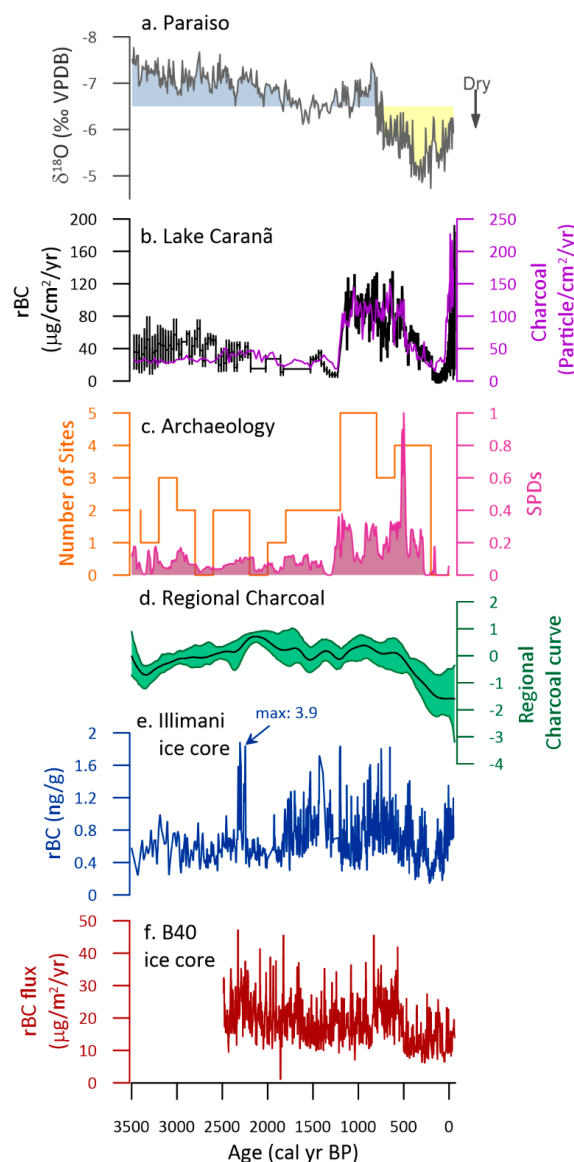 a. Paraiso
-8
-7
-6
-5
δ18O (‰ VPDB)
Dry
b. Lake Caranã
200
160
120
80
40
0
rBC
(µg/cm²/yr)
250
200
150
100
50
0
Charcoal
(Particle/cm²/yr)
c. Archaeology
5
4
3
2
1
0
Number of Sites
1
0.8
0.6
0.4
0.2
0
SPDs
d. Regional Charcoal
2
1
0
-1
-2
-3
-4
Regional
Charcoal curve
e. Illimani
ice core
max: 3.9
2
1.6
1.2
0.8
0.4
0
rBC (ng/g)
f. B40
ice core
50
40
30
20
10
0
rBC flux
(µg/m²/yr)
3500 3000 2500 2000 1500 1000 500 0
Age (cal yr BP)